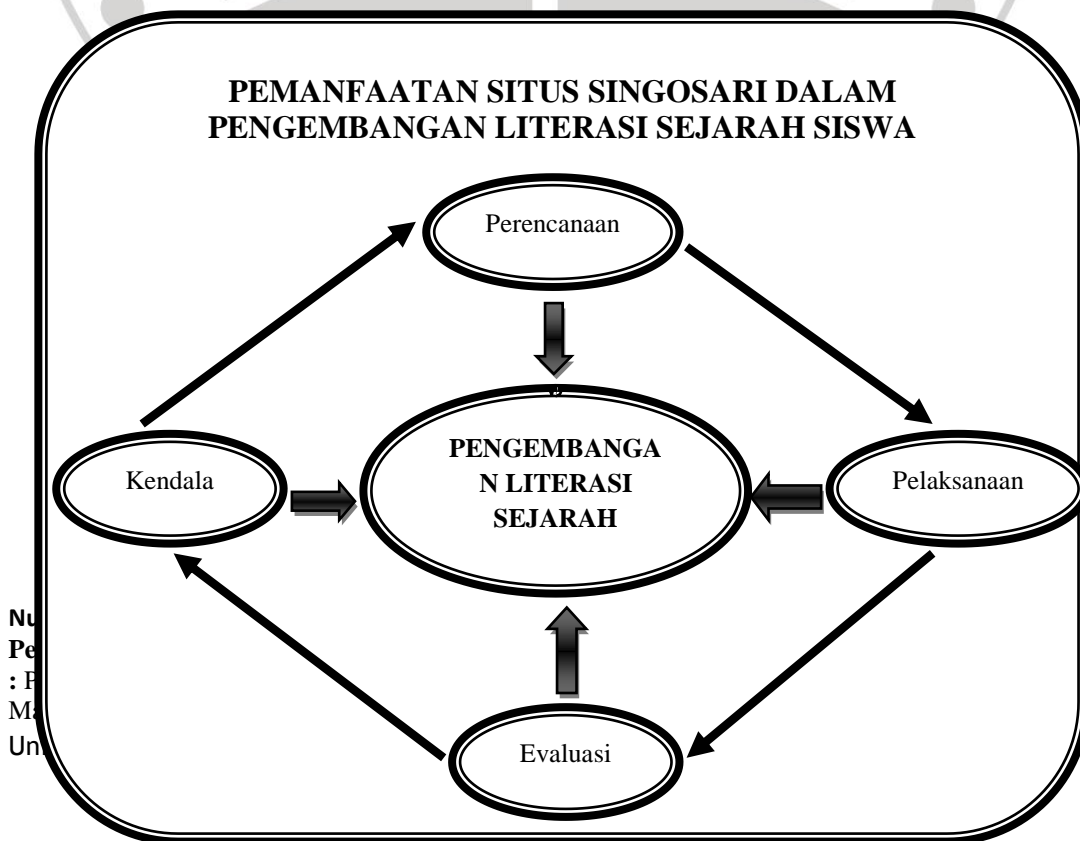 PEMANFAATAN SITUS SINGOSARI DALAM
PENGEMBANGAN LITERASI SEJARAH SISWA
Perencanaan
Kendala
PENGEMBANGA
N LITERASI
SEJARAH
Pelaksanaan
Evaluasi